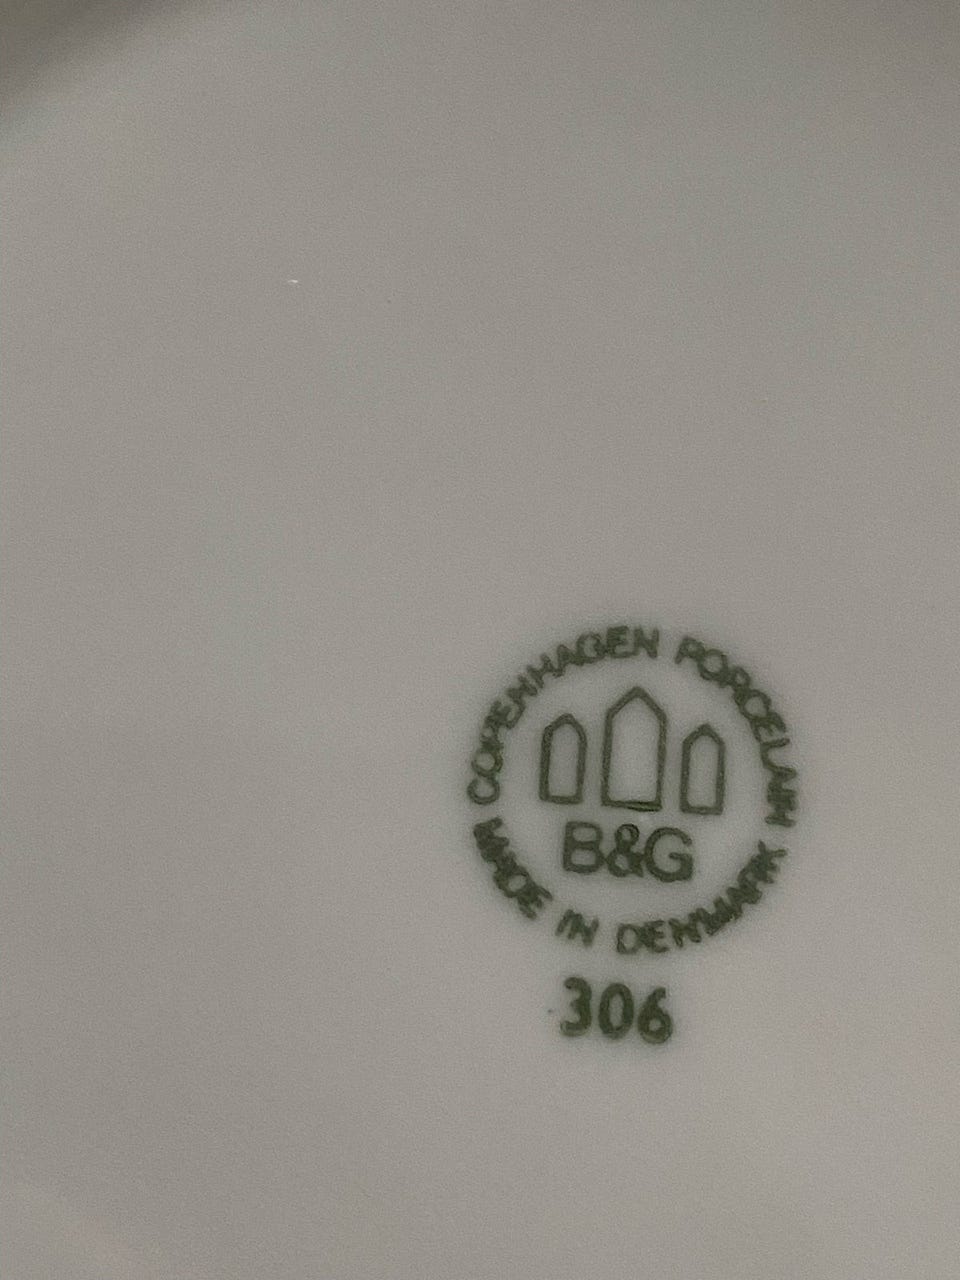 COPENHAGEN PORCELAIN
B&G
MADE IN DENMARK
306